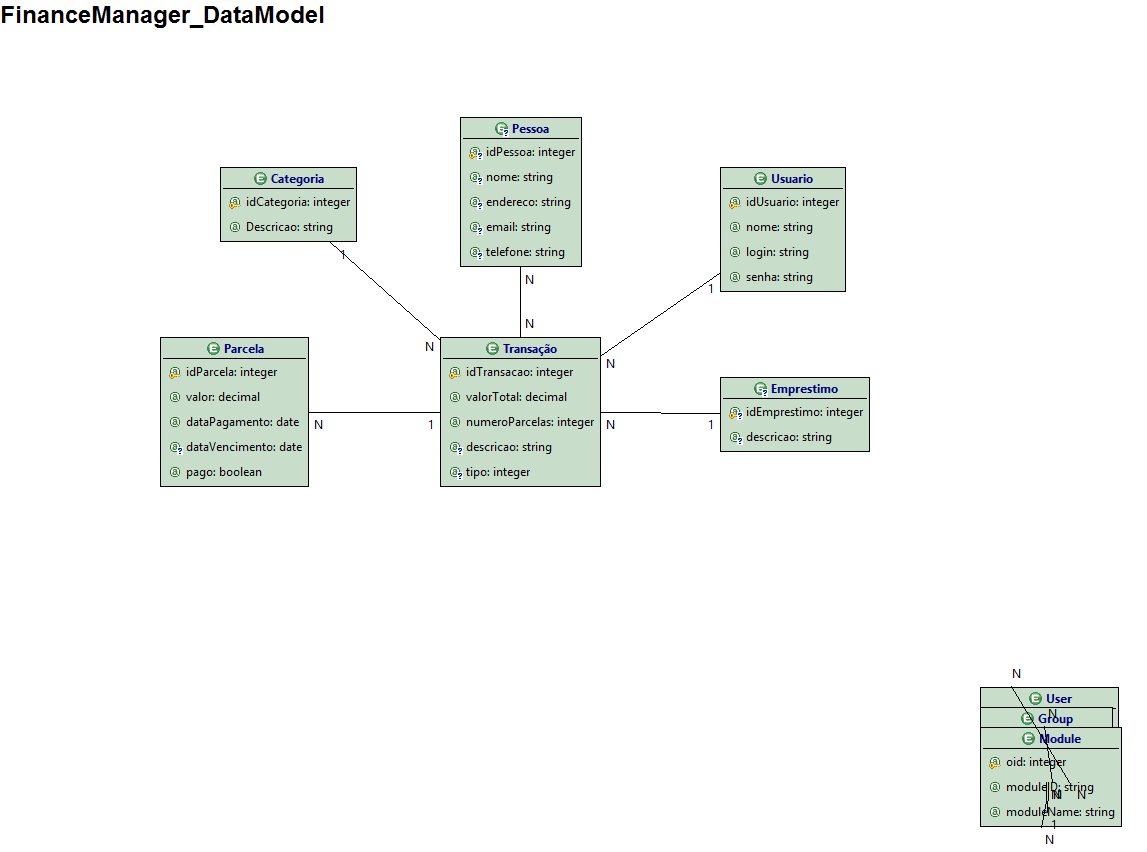 FinanceManager_DataModel
Pessoa
idPessoa: integer
nome: string
endereco: string
email: string
telefone: string
Categoria
idCategoria: integer
Descricao: string
Usuario
idUsuario: integer
nome: string
login: string
senha: string
1
N
N
1
N
N
Parcela
idParcela: integer
valor: decimal
dataPagamento: date
dataVencimento: date
pago: boolean
N
1
Transação
idTransacao: integer
valorTotal: decimal
numeroParcelas: integer
descricao: string
tipo: integer
N
1
Emprestimo
idEmprestimo: integer
descricao: string
N
User
N
Group
Module
oid: integer
moduleID: string
N
N
moduleName: string
1
N